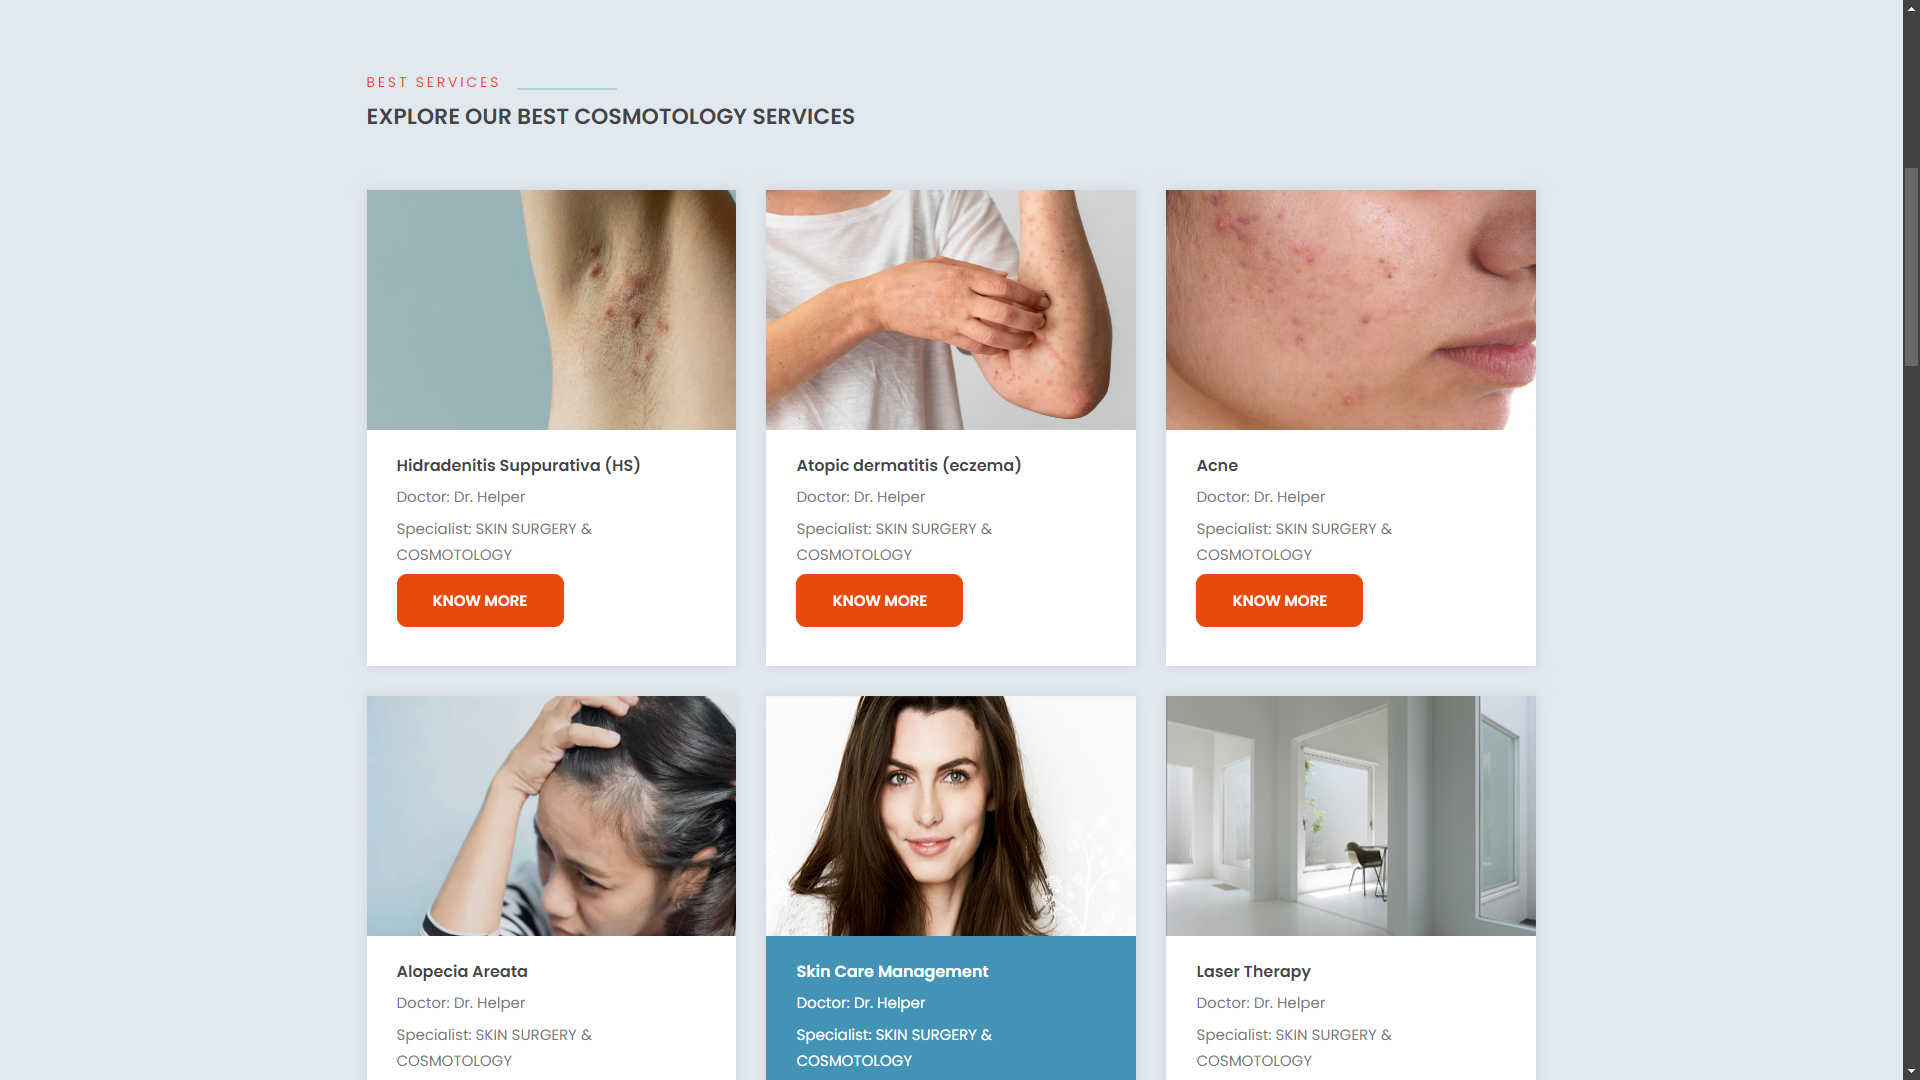 BEST SERVICES
EXPLORE OUR BEST COSMOTOLOGY SERVICES
Hidradenitis Suppurativa (HS)
Doctor: Dr. Helper
Specialist: SKIN SURGERY &
COSMOTOLOGY
KNOW MORE
Atopic dermatitis (eczema)
Doctor: Dr. Helper
Specialist: SKIN SURGERY &
COSMOTOLOGY
KNOW MORE
Acne
Doctor: Dr. Helper
Specialist: SKIN SURGERY &
COSMOTOLOGY
KNOW MORE
Alopecia Areata
Doctor: Dr. Helper
Specialist: SKIN SURGERY &
COSMOTOLOGY
Skin Care Management
Doctor: Dr. Helper
Specialist: SKIN SURGERY &
COSMOTOLOGY
Laser Therapy
Doctor: Dr. Helper
Specialist: SKIN SURGERY &
COSMOTOLOGY